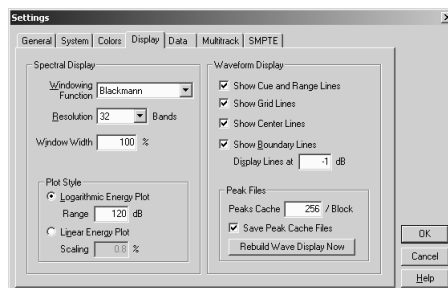 Settings
General System Colors Display Data Multitrack SMPTE
Spectral Display
Windowing Function Blackmann
Resolution 32 Bands
Window Width 100 %
Plot Style
Logarithmic Energy Plot
Range 120 dB
Linear Energy Plot
Scaling 0.8 %
Waveform Display
Show Cue and Range Lines
Show Grid Lines
Show Center Lines
Show Boundary Lines
Display Lines at -1 dB
Peak Files
Peaks Cache 256 / Block
Save Peak Cache Files
Rebuild Wave Display Now
OK
Cancel
Help